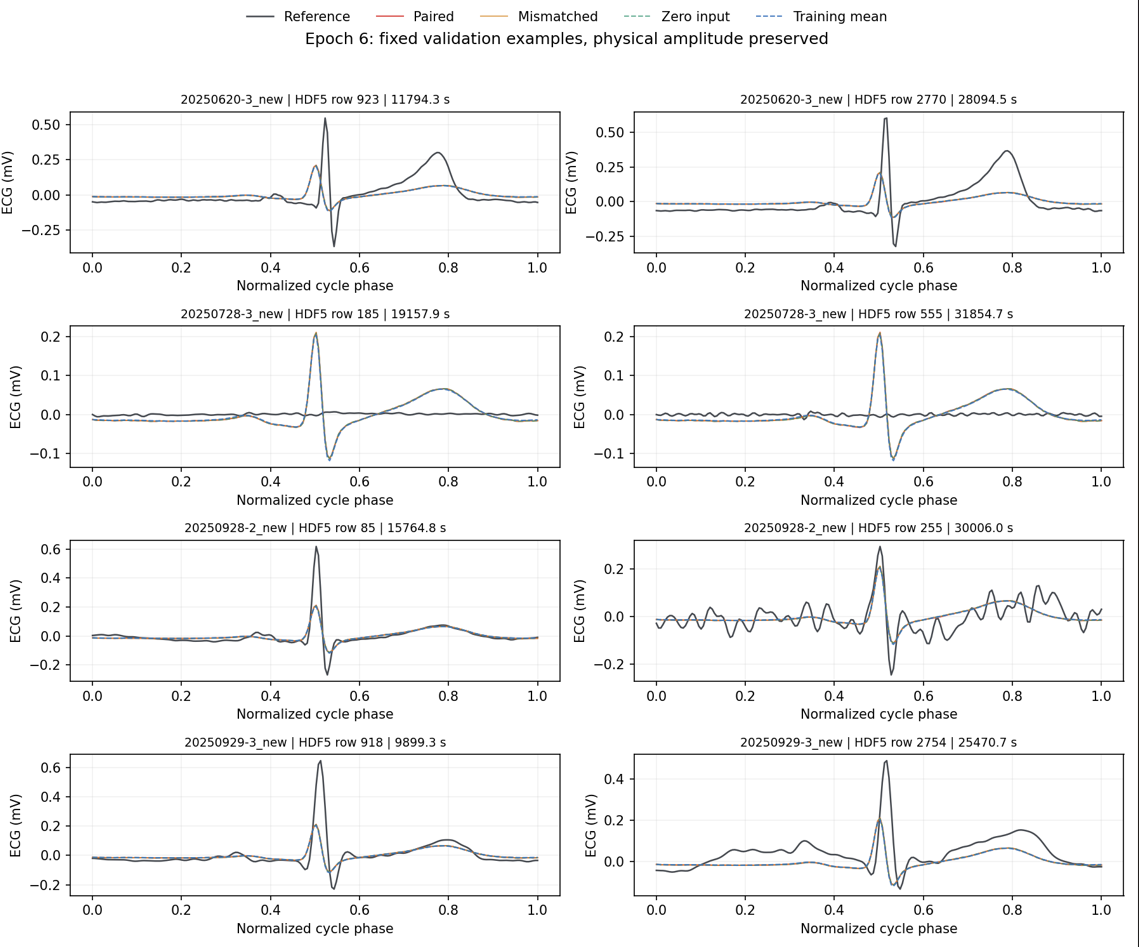 Reference Paired Mismatched Zero input Training mean
Epoch 6: fixed validation examples, physical amplitude preserved
20250620-3_new | HDF5 row 923 | 11794.3 s
ECG (mV)
0.50
0.25
0.00
−0.25
0.0 0.2 0.4 0.6 0.8 1.0
Normalized cycle phase
20250620-3_new | HDF5 row 2770 | 28094.5 s
ECG (mV)
0.50
0.25
0.00
−0.25
0.0 0.2 0.4 0.6 0.8 1.0
Normalized cycle phase
20250728-3_new | HDF5 row 185 | 19157.9 s
ECG (mV)
0.2
0.1
0.0
−0.1
0.0 0.2 0.4 0.6 0.8 1.0
Normalized cycle phase
20250728-3_new | HDF5 row 555 | 31854.7 s
ECG (mV)
0.2
0.1
0.0
−0.1
0.0 0.2 0.4 0.6 0.8 1.0
Normalized cycle phase
20250928-2_new | HDF5 row 85 | 15764.8 s
ECG (mV)
0.6
0.4
0.2
0.0
−0.2
0.0 0.2 0.4 0.6 0.8 1.0
Normalized cycle phase
20250928-2_new | HDF5 row 255 | 30006.0 s
ECG (mV)
0.2
0.0
−0.2
0.0 0.2 0.4 0.6 0.8 1.0
Normalized cycle phase
20250929-3_new | HDF5 row 918 | 9899.3 s
ECG (mV)
0.6
0.4
0.2
0.0
−0.2
0.0 0.2 0.4 0.6 0.8 1.0
Normalized cycle phase
20250929-3_new | HDF5 row 2754 | 25470.7 s
ECG (mV)
0.4
0.2
0.0
0.0 0.2 0.4 0.6 0.8 1.0
Normalized cycle phase